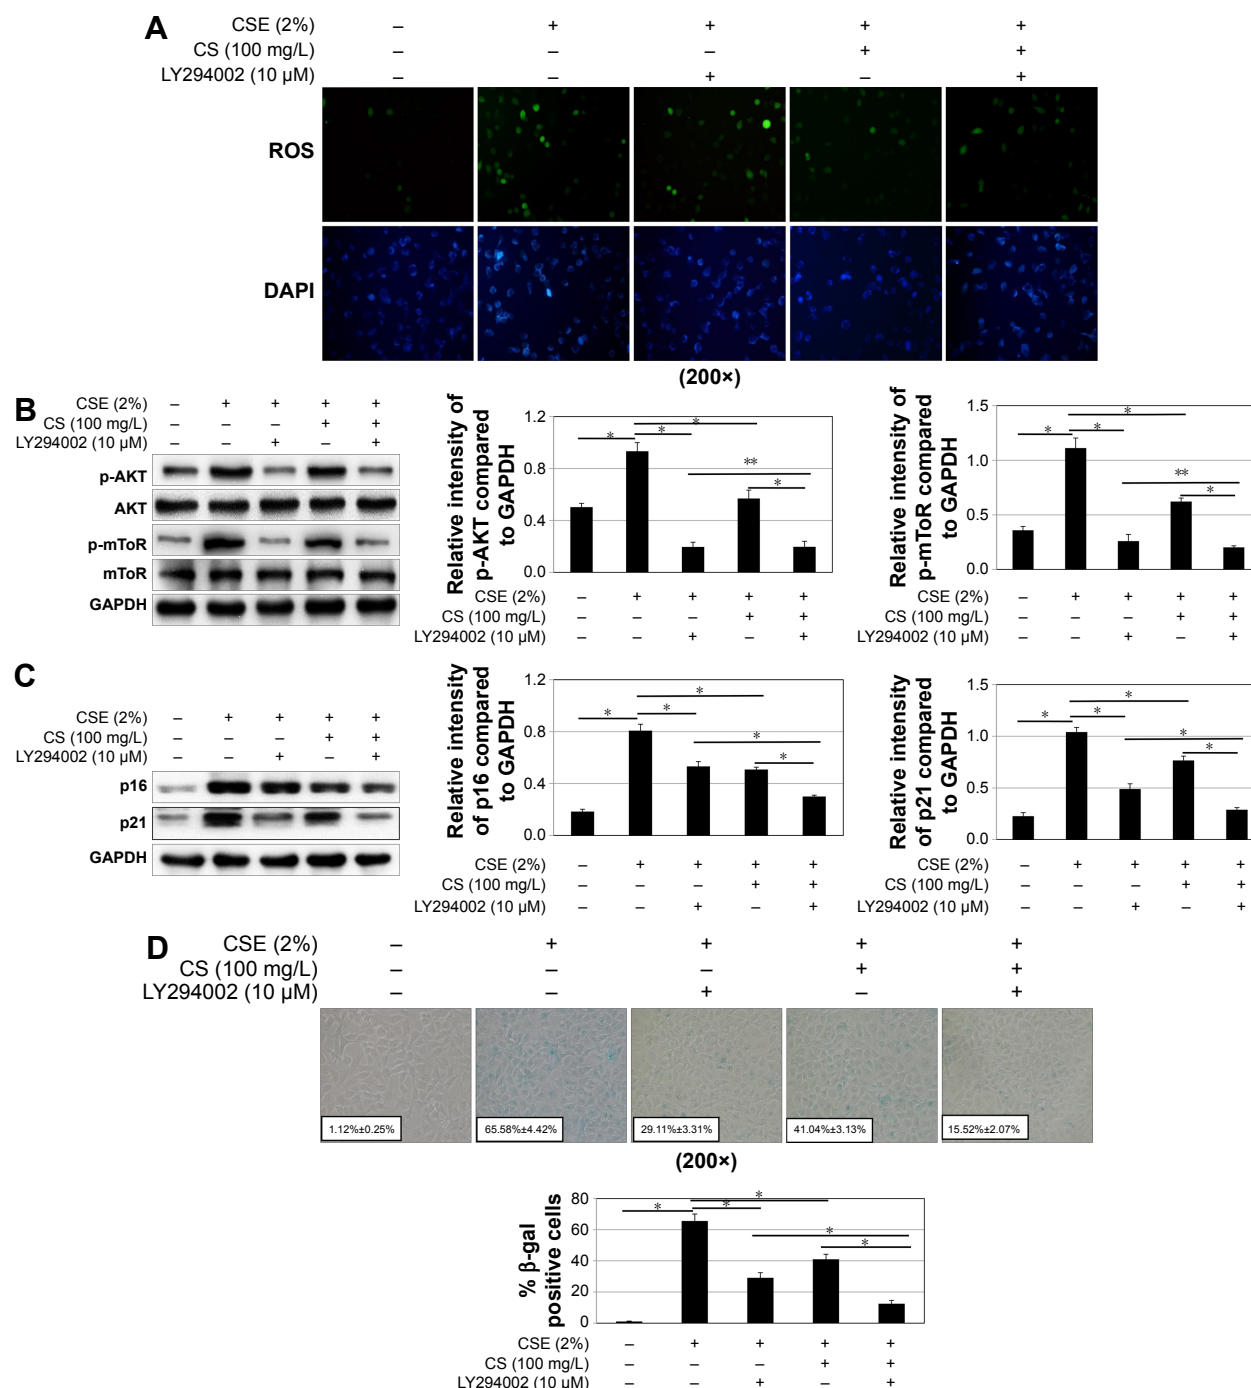 A
CSE (2%) – + + + +
CS (100 mg/L) – – – + +
LY294002 (10 µM) – – + – +
ROS
DAPI
(200×)
B
CSE (2%) – + + + +
CS (100 mg/L) – – – + +
LY294002 (10 µM) – – + – +
p-AKT
AKT
p-mToR
mToR
GAPDH
Relative intensity of
p-AKT compared
to GAPDH
1.2
0.8
0.4
0.0
* * * ** *
CSE (2%) – + + + +
CS (100 mg/L) – – – + +
LY294002 (10 µM) – – + – +
Relative intensity of
p-mToR compared
to GAPDH
1.5
1.0
0.5
0.0
* * * ** *
CSE (2%) – + + + +
CS (100 mg/L) – – – + +
LY294002 (10 µM) – – + – +
C
CSE (2%) – + + + +
CS (100 mg/L) – – – + +
LY294002 (10 µM) – – + – +
p16
p21
GAPDH
Relative intensity
of p16 compared
to GAPDH
1.2
0.8
0.4
0.0
* * * * *
CSE (2%) – + + + +
CS (100 mg/L) – – – + +
LY294002 (10 µM) – – + – +
Relative intensity
of p21 compared
to GAPDH
1.5
1.0
0.5
0.0
* * * * *
CSE (2%) – + + + +
CS (100 mg/L) – – – + +
LY294002 (10 µM) – – + – +
D
CSE (2%) – + + + +
CS (100 mg/L) – – – + +
LY294002 (10 µM) – – + – +
1.12%±0.25% 65.58%±4.42% 29.11%±3.31% 41.04%±3.13% 15.52%±2.07%
(200×)
% β-gal
positive cells
80
60
40
20
0
* * * * *
CSE (2%) – + + + +
CS (100 mg/L) – – – + +
LY294002 (10 µM) – – + – +